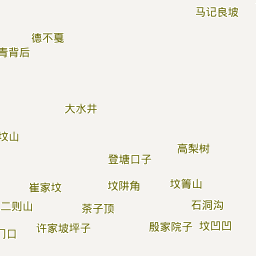 马记良坡
德不戛
青背后
大水井
坟山
高梨树
登塘口子
崔家坟
坟阱角
坟箐山
二则山
茶子顶
石洞沟
许家坡坪子
殷家院子
坟凹凹
门口